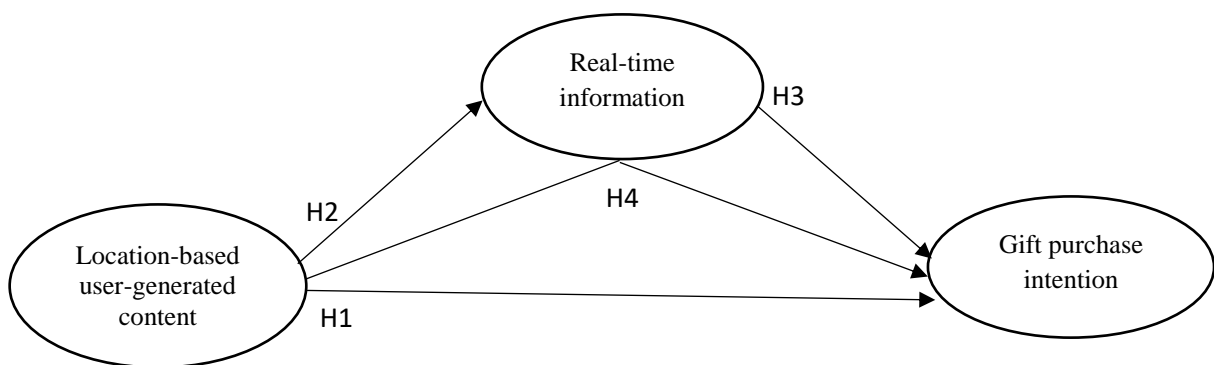 Real-time
information
H3
H2
H4
Location-based
user-generated
content
Gift purchase
intention
H1